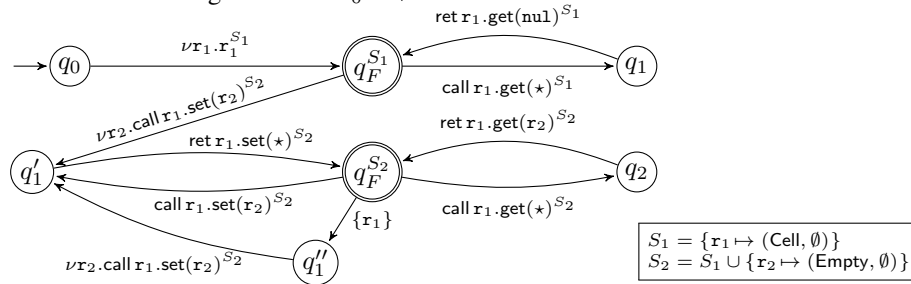 νr₁.r₁^{S₁}
ret r₁.get(nul)^{S₁}
q₀
q_F^{S₁}
q₁
call r₁.get(⋆)^{S₁}
νr₂.call r₁.set(r₂)^{S₂}
ret r₁.set(⋆)^{S₂}
ret r₁.get(r₂)^{S₂}
q₁′
q_F^{S₂}
q₂
call r₁.set(r₂)^{S₂}
call r₁.get(⋆)^{S₂}
{r₁}
νr₂.call r₁.set(r₂)^{S₂}
q₁″
S₁ = {r₁ ↦ (Cell, ∅)}
S₂ = S₁ ∪ {r₂ ↦ (Empty, ∅)}